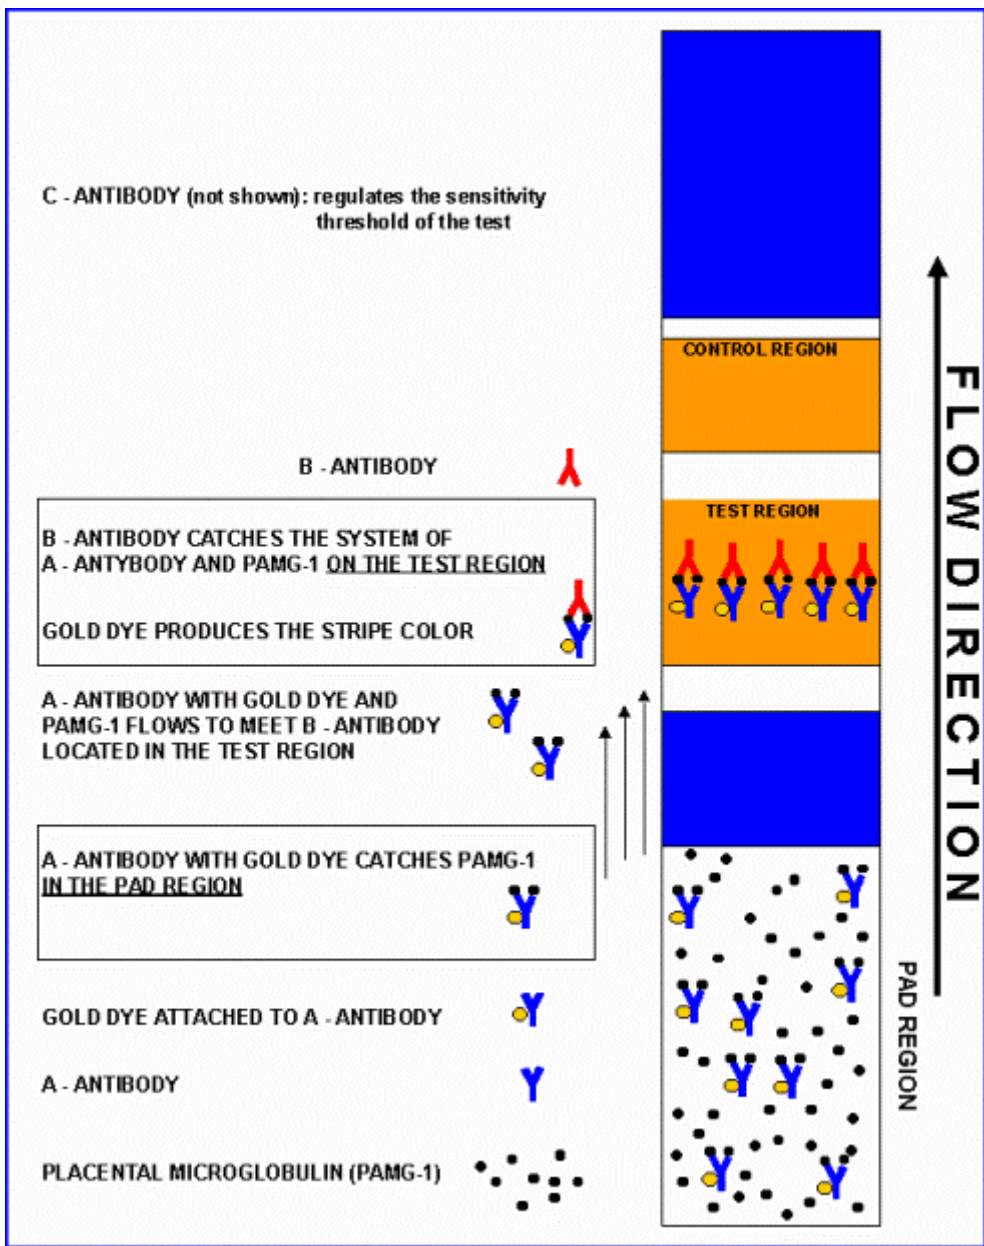 C - ANTIBODY (not shown): regulates the sensitivity
threshold of the test
CONTROL REGION
B - ANTIBODY
TEST REGION
B - ANTIBODY CATCHES THE SYSTEM OF
A - ANTYBODY AND PAMG-1 ON THE TEST REGION
GOLD DYE PRODUCES THE STRIPE COLOR
A - ANTIBODY WITH GOLD DYE AND
PAMG-1 FLOWS TO MEET B - ANTIBODY
LOCATED IN THE TEST REGION
A - ANTIBODY WITH GOLD DYE CATCHES PAMG-1
IN THE PAD REGION
GOLD DYE ATTACHED TO A - ANTIBODY
A - ANTIBODY
PLACENTAL MICROGLOBULIN (PAMG-1)
FLOW DIRECTION
PAD REGION